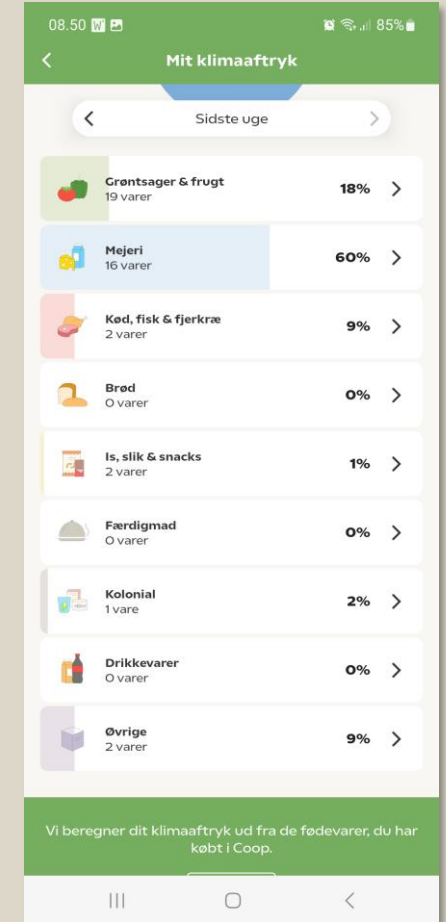 08.50 85%
Mit klimaaftryk
Sidste uge
Grøntsager & frugt
19 varer
18%
Mejeri
16 varer
60%
Kød, fisk & fjerkræ
2 varer
9%
Brød
0 varer
0%
Is, slik & snacks
2 varer
1%
Færdigmad
0 varer
0%
Kolonial
1 vare
2%
Drikkevarer
0 varer
0%
Øvrige
2 varer
9%
Vi beregner dit klimaaftryk ud fra de fødevarer, du har
købt i Coop.